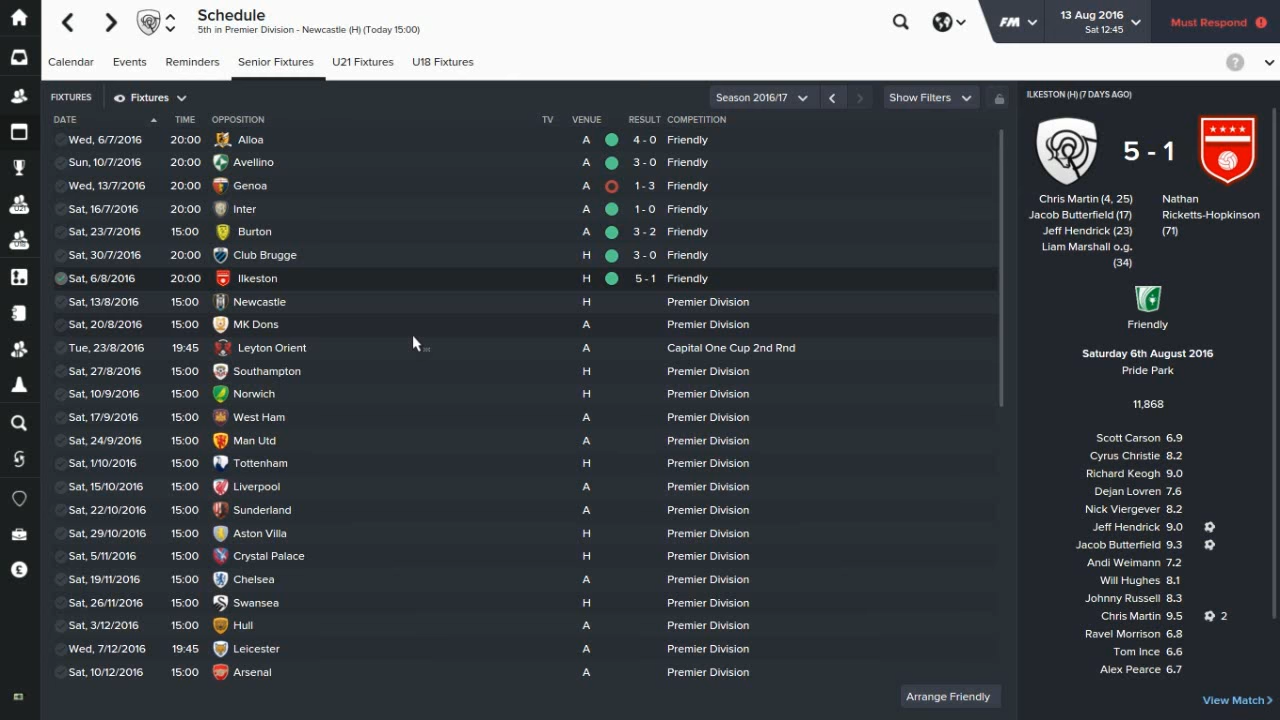 Schedule
5th in Premier Division - Newcastle (H) (Today 15:00)
FM
13 Aug 2016
Sat 12:45
Must Respond
Calendar Events Reminders Senior Fixtures U21 Fixtures U18 Fixtures
FIXTURES Fixtures Season 2016/17 Show Filters
DATE TIME OPPOSITION TV VENUE RESULT COMPETITION
Wed, 6/7/2016 20:00 Alloa A 4 - 0 Friendly
Sun, 10/7/2016 20:00 Avellino A 3 - 0 Friendly
Wed, 13/7/2016 20:00 Genoa A 1 - 3 Friendly
Sat, 16/7/2016 20:00 Inter A 1 - 0 Friendly
Sat, 23/7/2016 15:00 Burton A 3 - 2 Friendly
Sat, 30/7/2016 20:00 Club Brugge H 3 - 0 Friendly
Sat, 6/8/2016 20:00 Ilkeston H 5 - 1 Friendly
Sat, 13/8/2016 15:00 Newcastle H Premier Division
Sat, 20/8/2016 15:00 MK Dons A Premier Division
Tue, 23/8/2016 19:45 Leyton Orient A Capital One Cup 2nd Rnd
Sat, 27/8/2016 15:00 Southampton H Premier Division
Sat, 10/9/2016 15:00 Norwich H Premier Division
Sat, 17/9/2016 15:00 West Ham A Premier Division
Sat, 24/9/2016 15:00 Man Utd A Premier Division
Sat, 1/10/2016 15:00 Tottenham H Premier Division
Sat, 15/10/2016 15:00 Liverpool A Premier Division
Sat, 22/10/2016 15:00 Sunderland A Premier Division
Sat, 29/10/2016 15:00 Aston Villa H Premier Division
Sat, 5/11/2016 15:00 Crystal Palace H Premier Division
Sat, 19/11/2016 15:00 Chelsea A Premier Division
Sat, 26/11/2016 15:00 Swansea H Premier Division
Sat, 3/12/2016 15:00 Hull A Premier Division
Wed, 7/12/2016 19:45 Leicester A Premier Division
Sat, 10/12/2016 15:00 Arsenal A Premier Division
Arrange Friendly
ILKESTON (H) (7 DAYS AGO)
5 - 1
Chris Martin (4, 25)
Jacob Butterfield (17)
Jeff Hendrick (23)
Liam Marshall o.g.
(34)
Nathan
Ricketts-Hopkinson
(71)
Friendly
Saturday 6th August 2016
Pride Park
11,868
Scott Carson 6.9
Cyrus Christie 8.2
Richard Keogh 9.0
Dejan Lovren 7.6
Nick Viergever 8.2
Jeff Hendrick 9.0
Jacob Butterfield 9.3
Andi Weimann 7.2
Will Hughes 8.1
Johnny Russell 8.3
Chris Martin 9.5 2
Ravel Morrison 6.8
Tom Ince 6.6
Alex Pearce 6.7
View Match